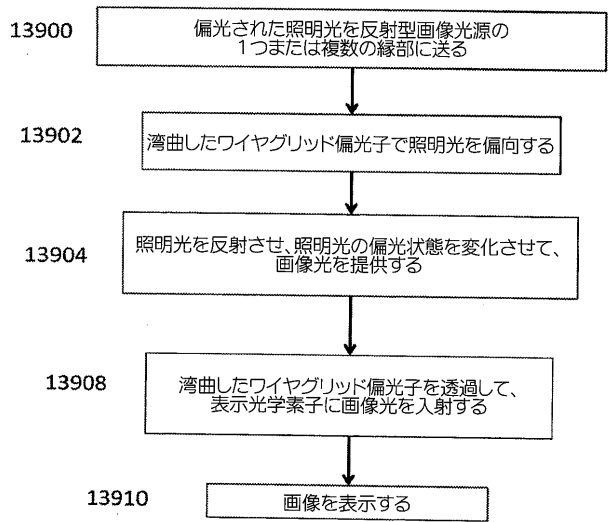 13900
偏光された照明光を反射型画像光源の
1つまたは複数の縁部に送る
13902
湾曲したワイヤグリッド偏光子で照明光を偏向する
13904
照明光を反射させ、照明光の偏光状態を変化させて、
画像光を提供する
13908
湾曲したワイヤグリッド偏光子を透過して、
表示光学素子に画像光を入射する
13910
画像を表示する